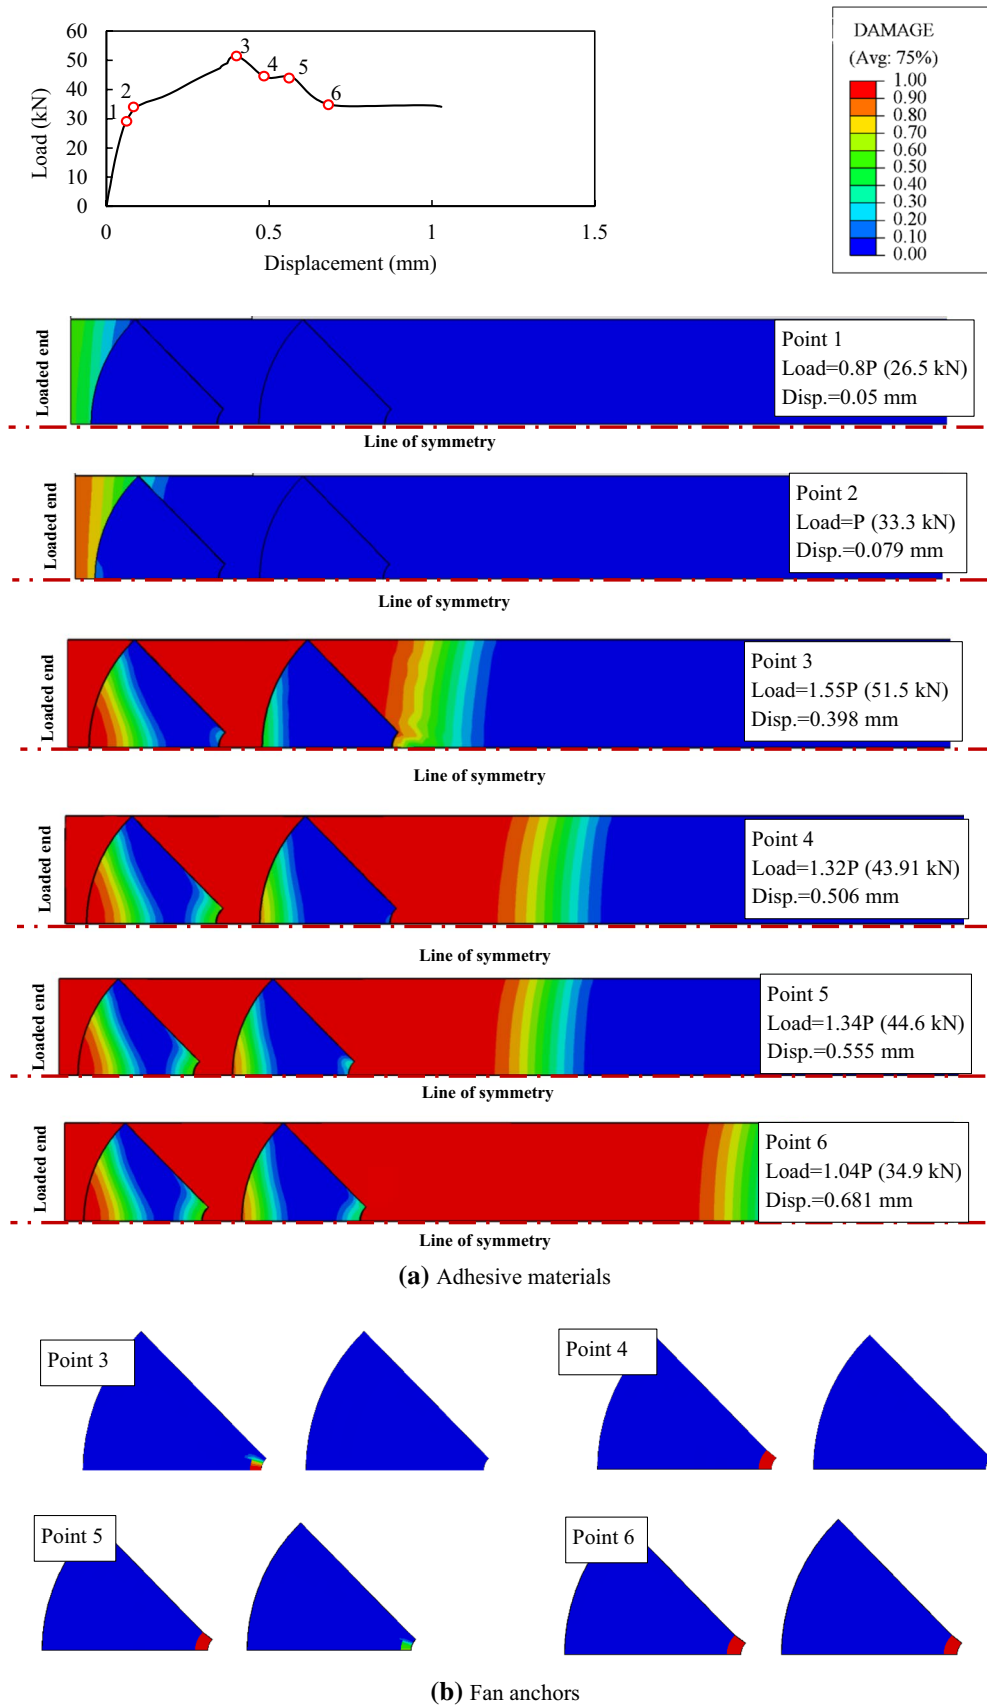 60
50
40
30
20
10
0
Load (kN)
1
2
3
4
5
6
0
0.5
1
1.5
Displacement (mm)
DAMAGE
(Avg: 75%)
1.00
0.90
0.80
0.70
0.60
0.50
0.40
0.30
0.20
0.10
0.00
Loaded end
Point 1
Load=0.8P (26.5 kN)
Disp.=0.05 mm
Line of symmetry
Loaded end
Point 2
Load=P (33.3 kN)
Disp.=0.079 mm
Line of symmetry
Loaded end
Point 3
Load=1.55P (51.5 kN)
Disp.=0.398 mm
Line of symmetry
Loaded end
Point 4
Load=1.32P (43.91 kN)
Disp.=0.506 mm
Line of symmetry
Loaded end
Point 5
Load=1.34P (44.6 kN)
Disp.=0.555 mm
Line of symmetry
Loaded end
Point 6
Load=1.04P (34.9 kN)
Disp.=0.681 mm
Line of symmetry
(a) Adhesive materials
Point 3
Point 4
Point 5
Point 6
(b) Fan anchors